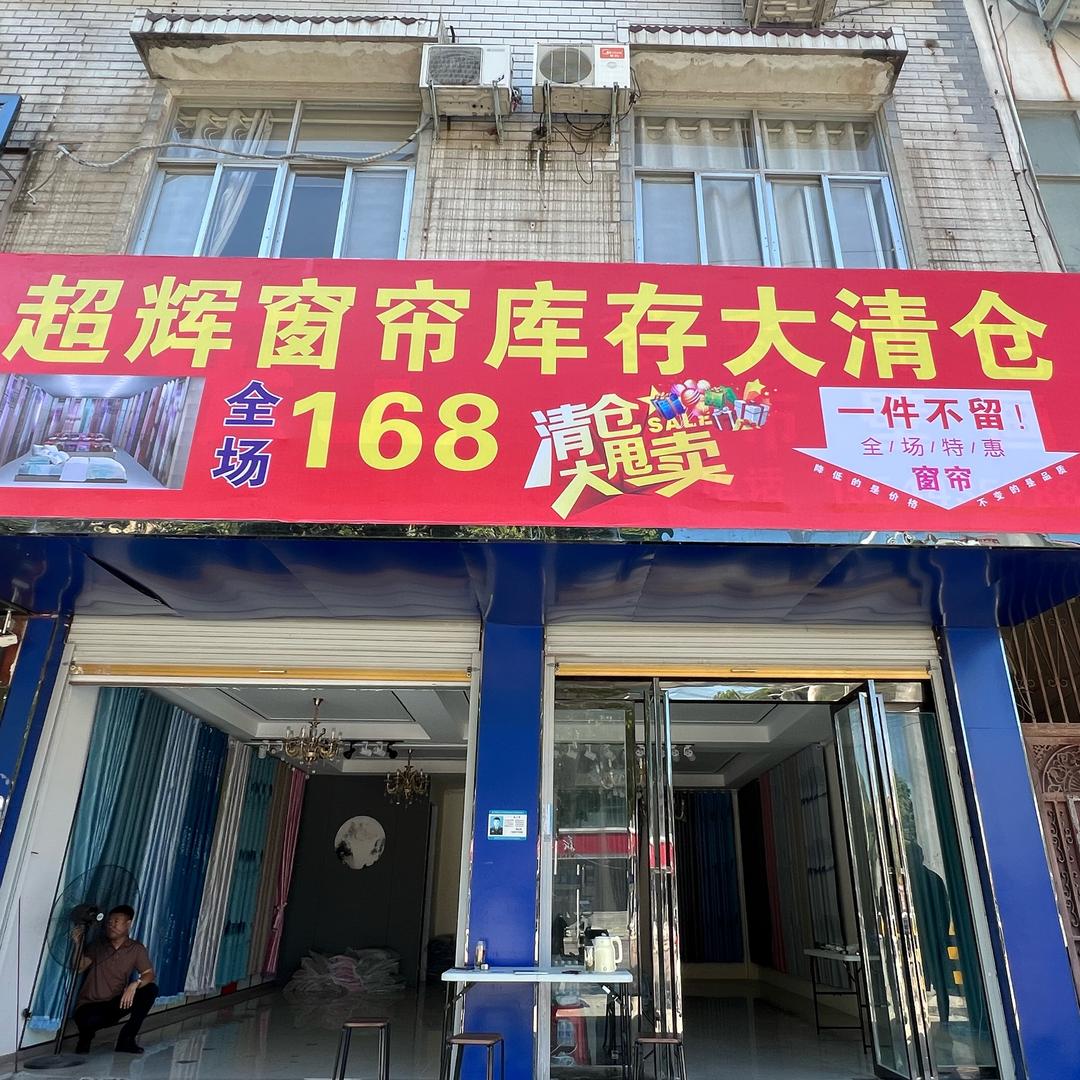 超辉窗帘库存大清仓
全场
168
清仓
大甩卖
SALE
一件不留!
全/场/特/惠
窗帘
降低的是价格
不变的是品质